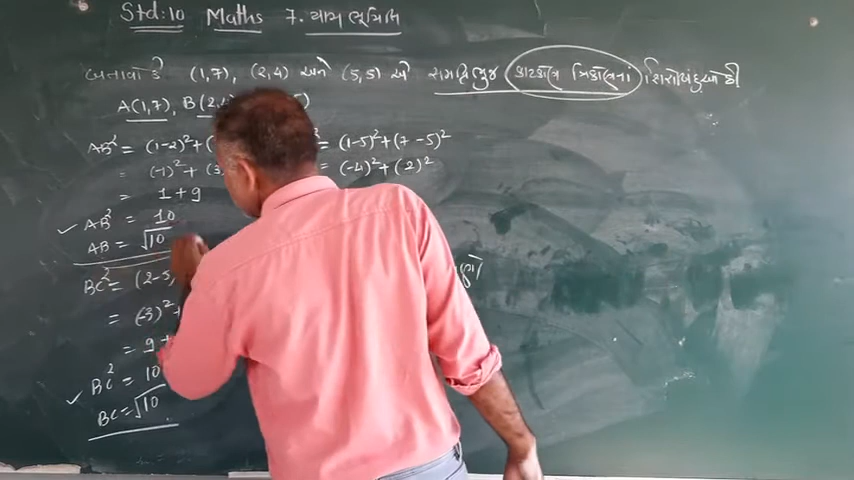 Std:10 Maths 7. યામ ભૂમિતિ
બતાવો કે (1,7), (2,4) અને (5,5) એ સમદ્વિભુજ કાટકોણ ત્રિકોણના શિરોબિંદુઓ છે
A(1,7), B(2,
AB² = (1-2)²+( = (1-5)²+(7-5)²
= (-1)²+(3 = (-4)²+(2)²
= 1+9
✓ AB² = 10
AB = √10
BC² = (2-5
= (-3)²+
= 9+
BC² = 10
✓ BC = √10